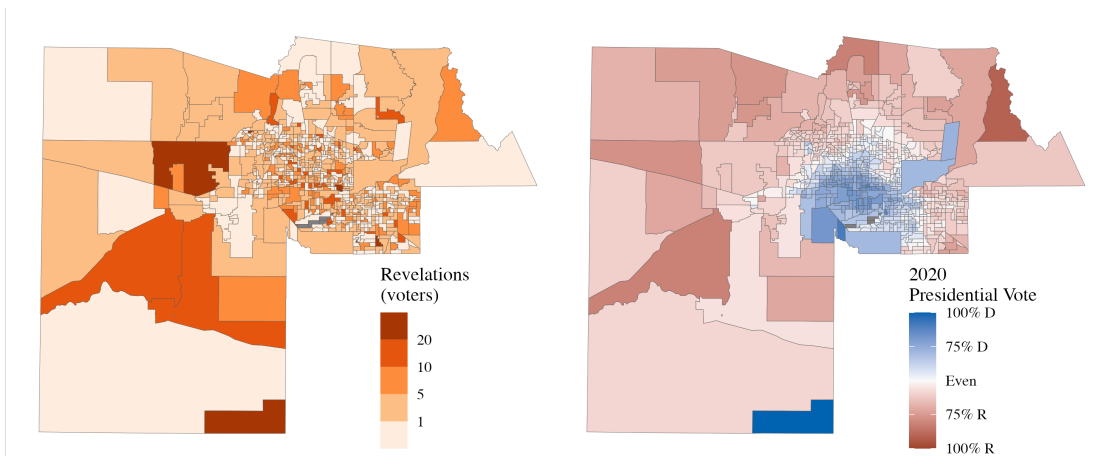 Revelations
(voters)
20
10
5
1
2020
Presidential Vote
100% D
75% D
Even
75% R
100% R